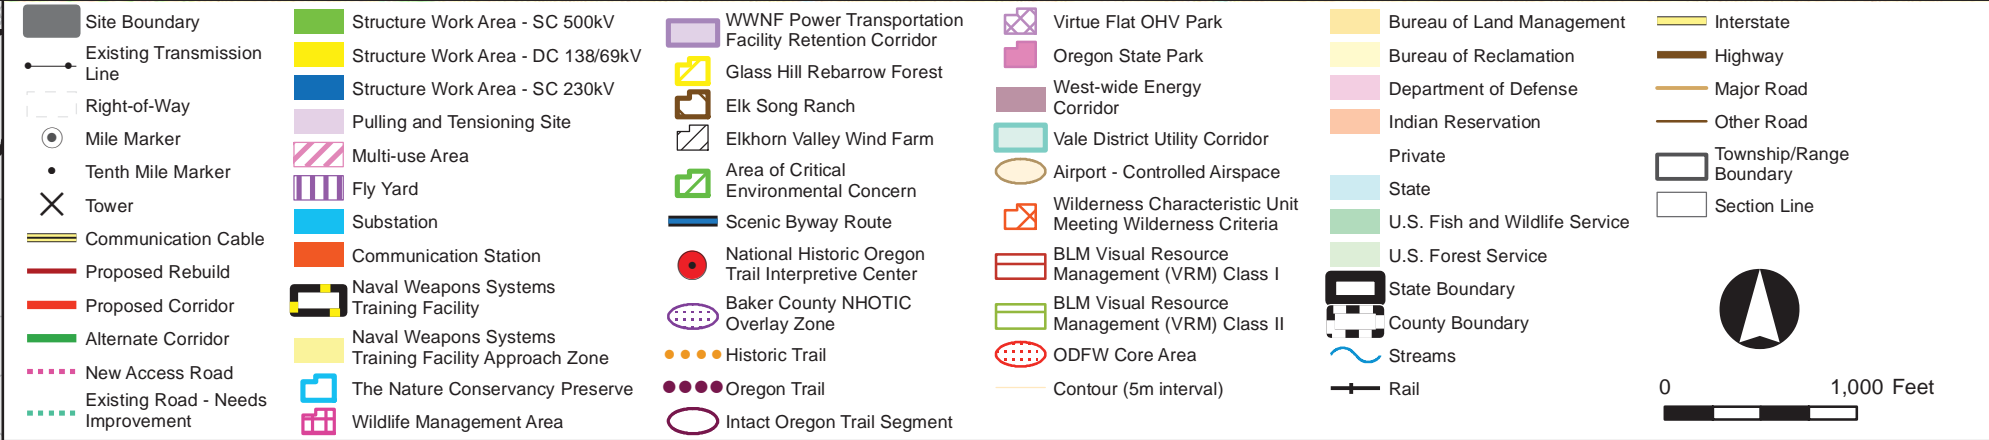 Site Boundary
Existing Transmission
Line
Right-of-Way
Mile Marker
Tenth Mile Marker
Tower
Communication Cable
Proposed Rebuild
Proposed Corridor
Alternate Corridor
New Access Road
Existing Road - Needs
Improvement
Structure Work Area - SC 500kV
Structure Work Area - DC 138/69kV
Structure Work Area - SC 230kV
Pulling and Tensioning Site
Multi-use Area
Fly Yard
Substation
Communication Station
Naval Weapons Systems
Training Facility
Naval Weapons Systems
Training Facility Approach Zone
The Nature Conservancy Preserve
Wildlife Management Area
WWNF Power Transportation
Facility Retention Corridor
Glass Hill Rebarrow Forest
Elk Song Ranch
Elkhorn Valley Wind Farm
Area of Critical
Environmental Concern
Scenic Byway Route
National Historic Oregon
Trail Interpretive Center
Baker County NHOTIC
Overlay Zone
Historic Trail
Oregon Trail
Intact Oregon Trail Segment
Virtue Flat OHV Park
Oregon State Park
West-wide Energy
Corridor
Vale District Utility Corridor
Airport - Controlled Airspace
Wilderness Characteristic Unit
Meeting Wilderness Criteria
BLM Visual Resource
Management (VRM) Class I
BLM Visual Resource
Management (VRM) Class II
ODFW Core Area
Contour (5m interval)
Bureau of Land Management
Bureau of Reclamation
Department of Defense
Indian Reservation
Private
State
U.S. Fish and Wildlife Service
U.S. Forest Service
State Boundary
County Boundary
Streams
Rail
Interstate
Highway
Major Road
Other Road
Township/Range
Boundary
Section Line
0 1,000 Feet